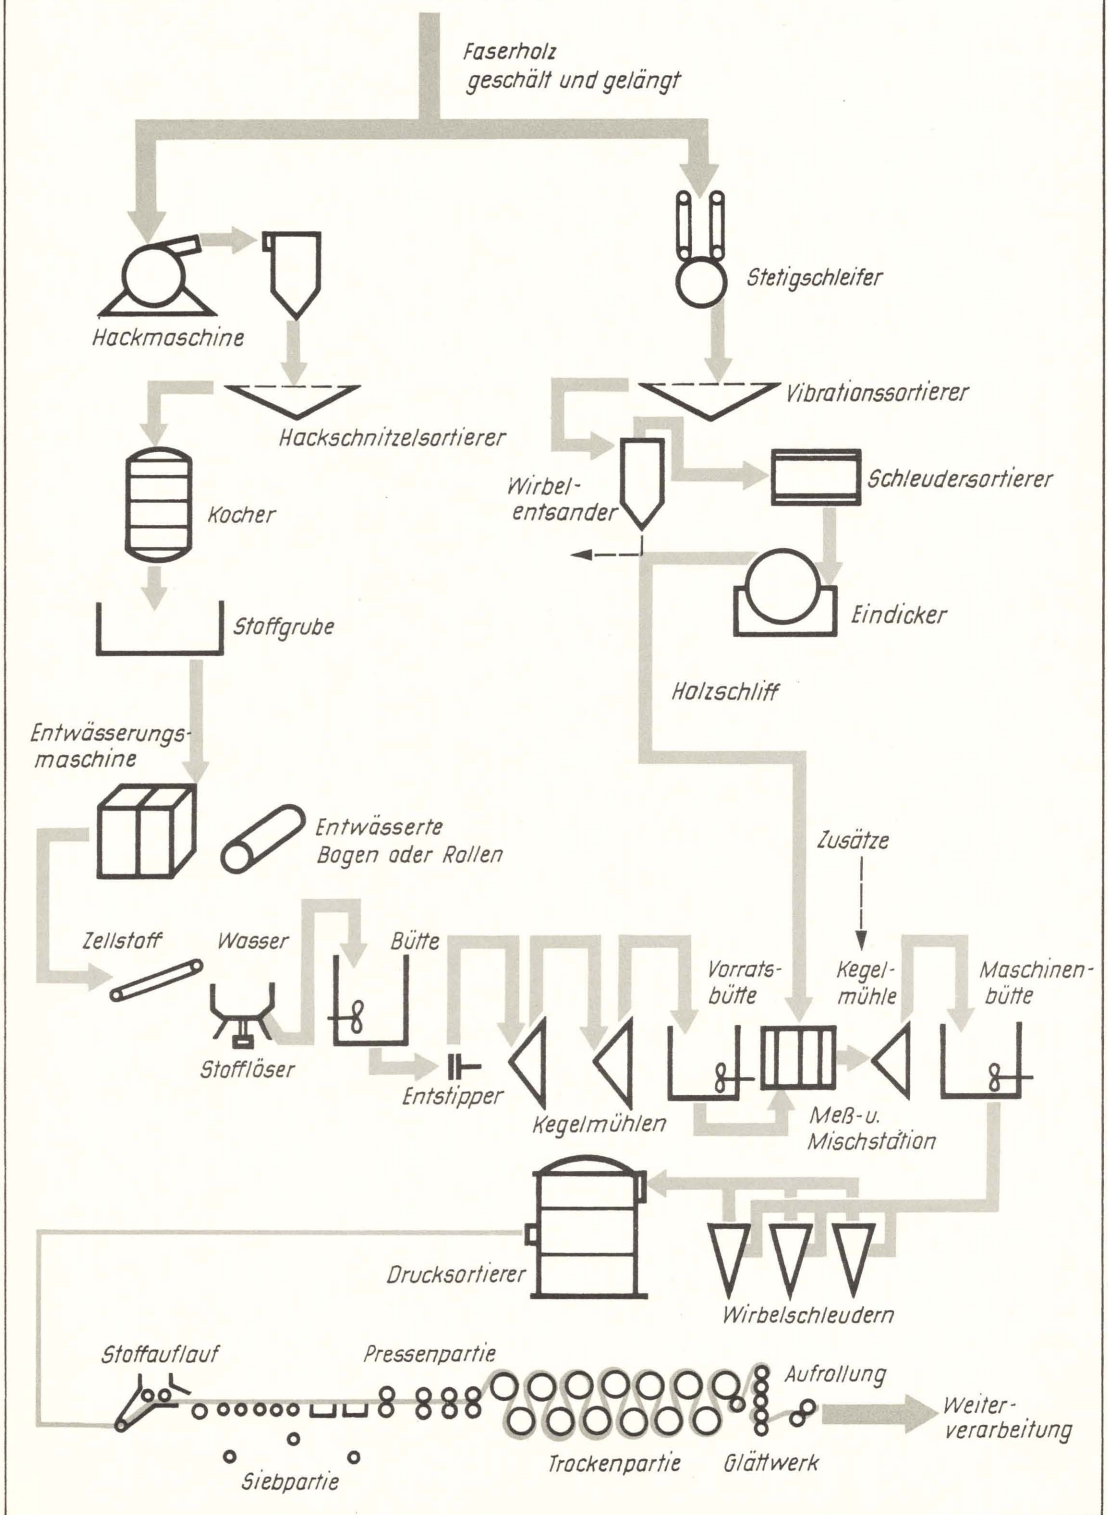 Faserholz
geschält und gelängt
Hackmaschine
Stetigschleifer
Hackschnitzelsortierer
Vibrationssortierer
Kocher
Wirbel-
entsander
Schleudersortierer
Stoffgrube
Eindicker
Holzschliff
Entwässerungs-
maschine
Entwässerte
Bogen oder Rollen
Zusätze
Zellstoff
Wasser
Bütte
Vorrats-
bütte
Kegel-
mühle
Maschinen-
bütte
Stofflöser
Entstipper
Kegelmühlen
Meß- u.
Mischstation
Drucksortierer
Wirbelschleudern
Stoffauflauf
Pressenpartie
Aufrollung
Weiter-
verarbeitung
Siebpartie
Trockenpartie
Glättwerk